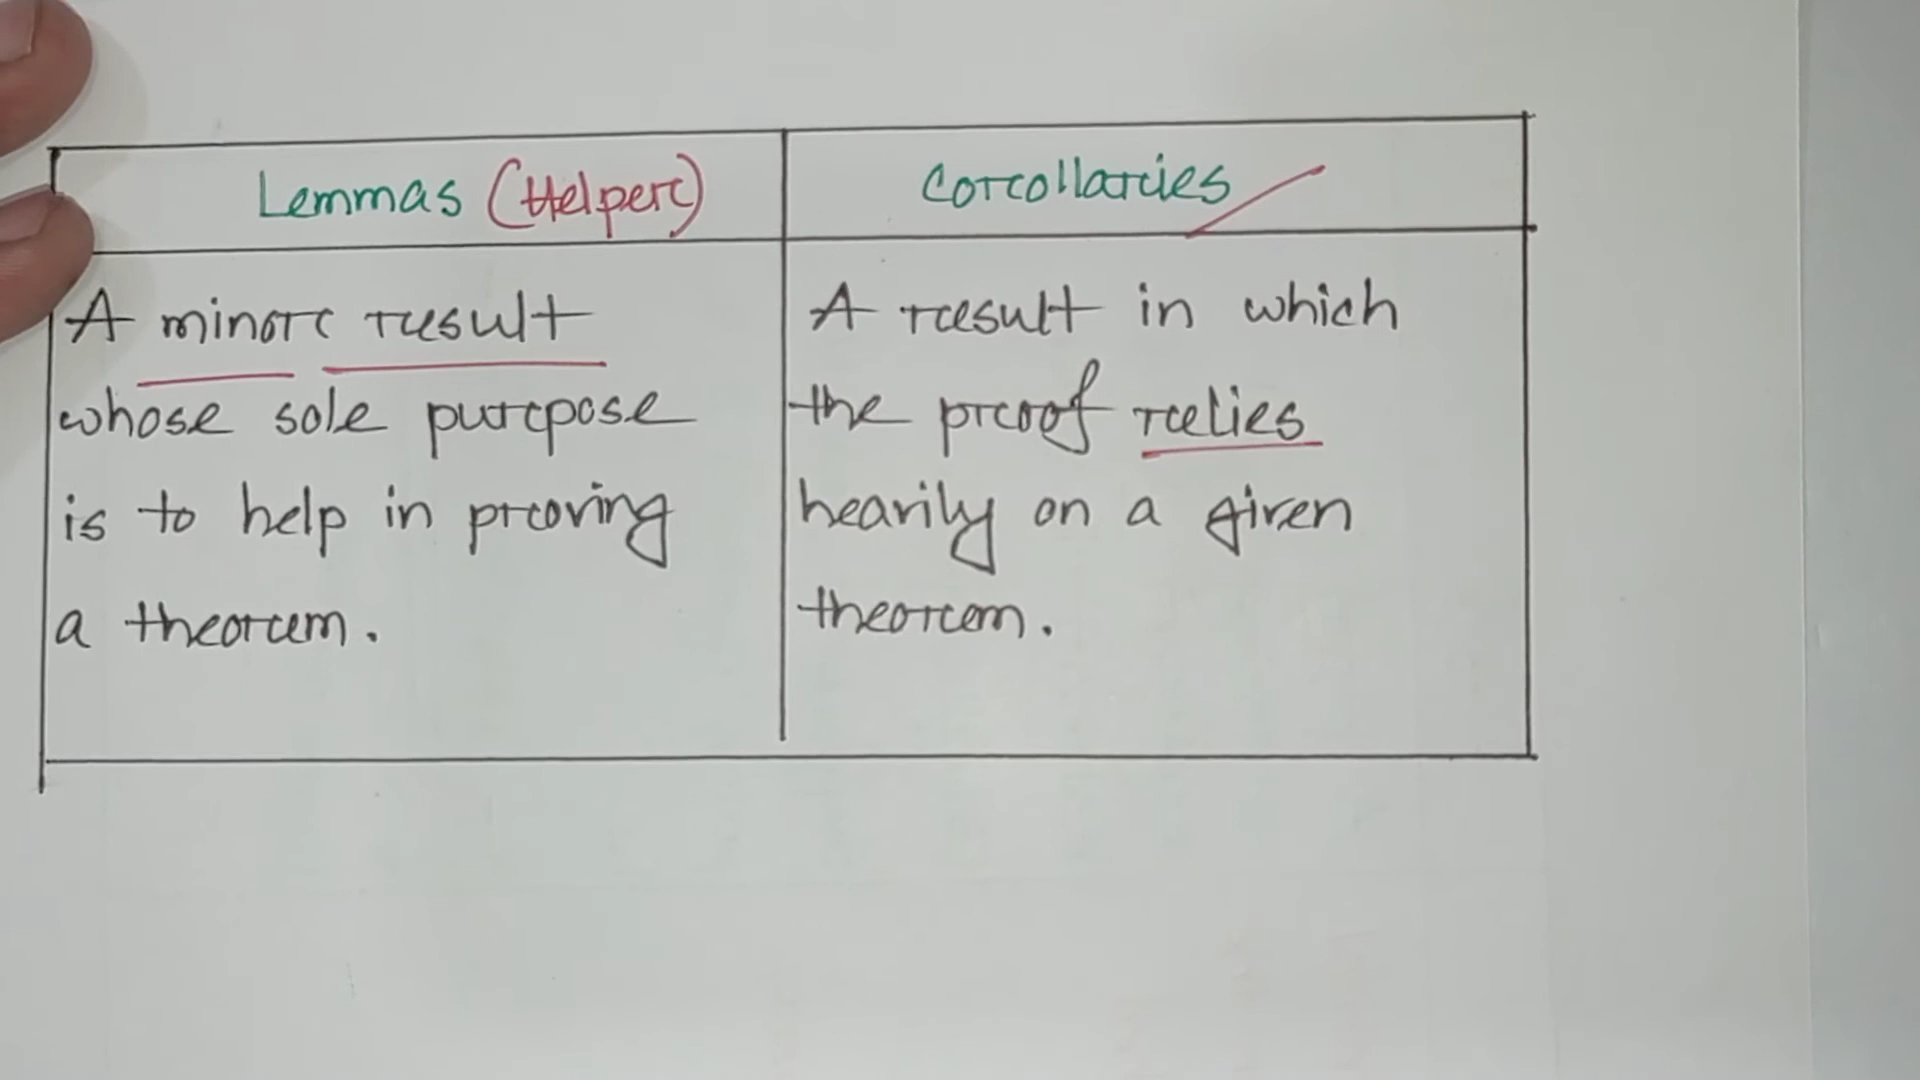 Lemmas (Helper)
Corollaries
A minor result
whose sole purpose
is to help in proving
a theorem.
A result in which
the proof relies
heavily on a given
theorem.